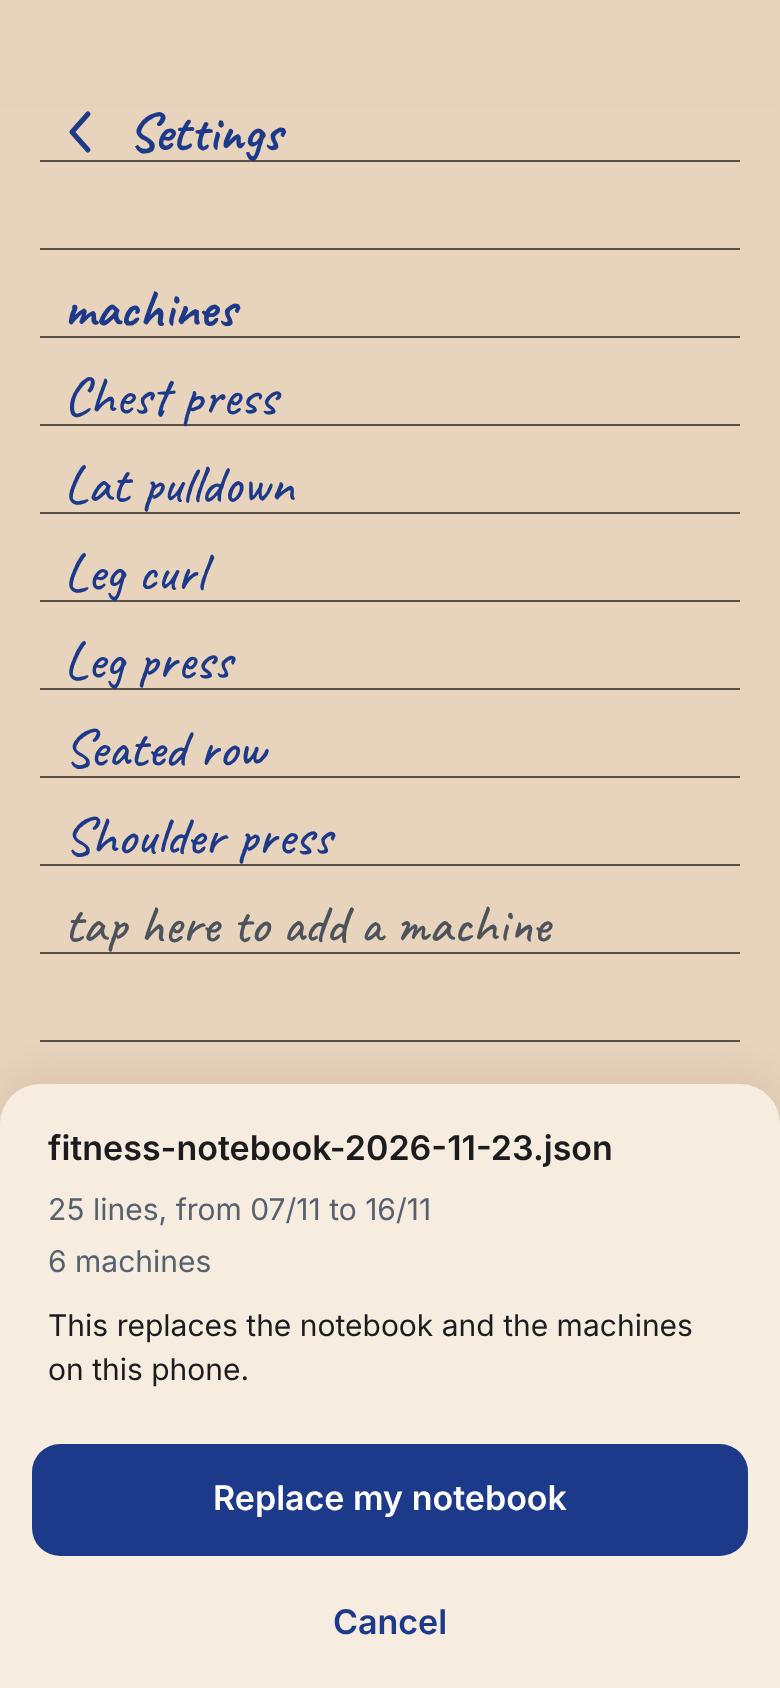 Settings
machines
Chest press
Lat pulldown
Leg curl
Leg press
Seated row
Shoulder press
tap here to add a machine
fitness-notebook-2026-11-23.json
25 lines, from 07/11 to 16/11
6 machines
This replaces the notebook and the machines
on this phone.
Replace my notebook
Cancel